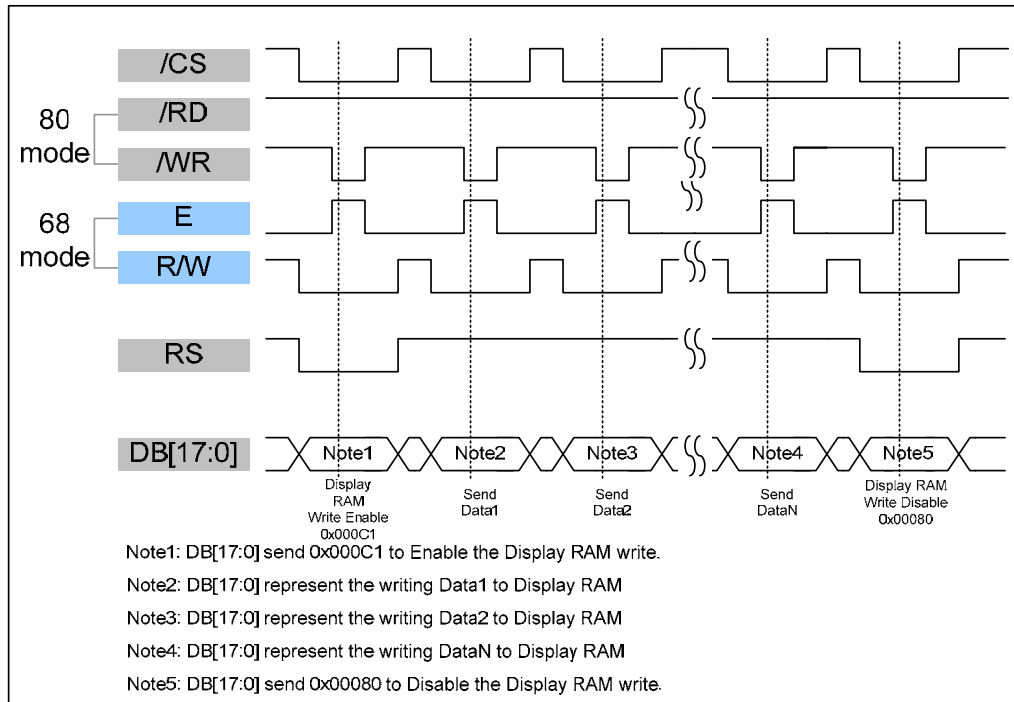 /CS
80
mode
/RD
/WR
68
mode
E
R/W
RS
DB[17:0]
Note1 Note2 Note3 Note4 Note5
Display
RAM
Write Enable
0x000C1
Send
Data1
Send
Data2
Send
DataN
Display RAM
Write Disable
0x00080
Note1: DB[17:0] send 0x000C1 to Enable the Display RAM write.
Note2: DB[17:0] represent the writing Data1 to Display RAM
Note3: DB[17:0] represent the writing Data2 to Display RAM
Note4: DB[17:0] represent the writing DataN to Display RAM
Note5: DB[17:0] send 0x00080 to Disable the Display RAM write.